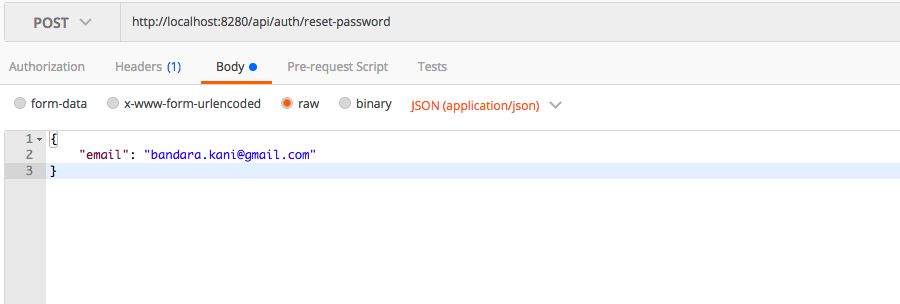 POST http://localhost:8280/api/auth/reset-password
Authorization Headers (1) Body Pre-request Script Tests
form-data x-www-form-urlencoded raw binary JSON (application/json)
1 {
2 "email": "bandara.kani@gmail.com"
3 }